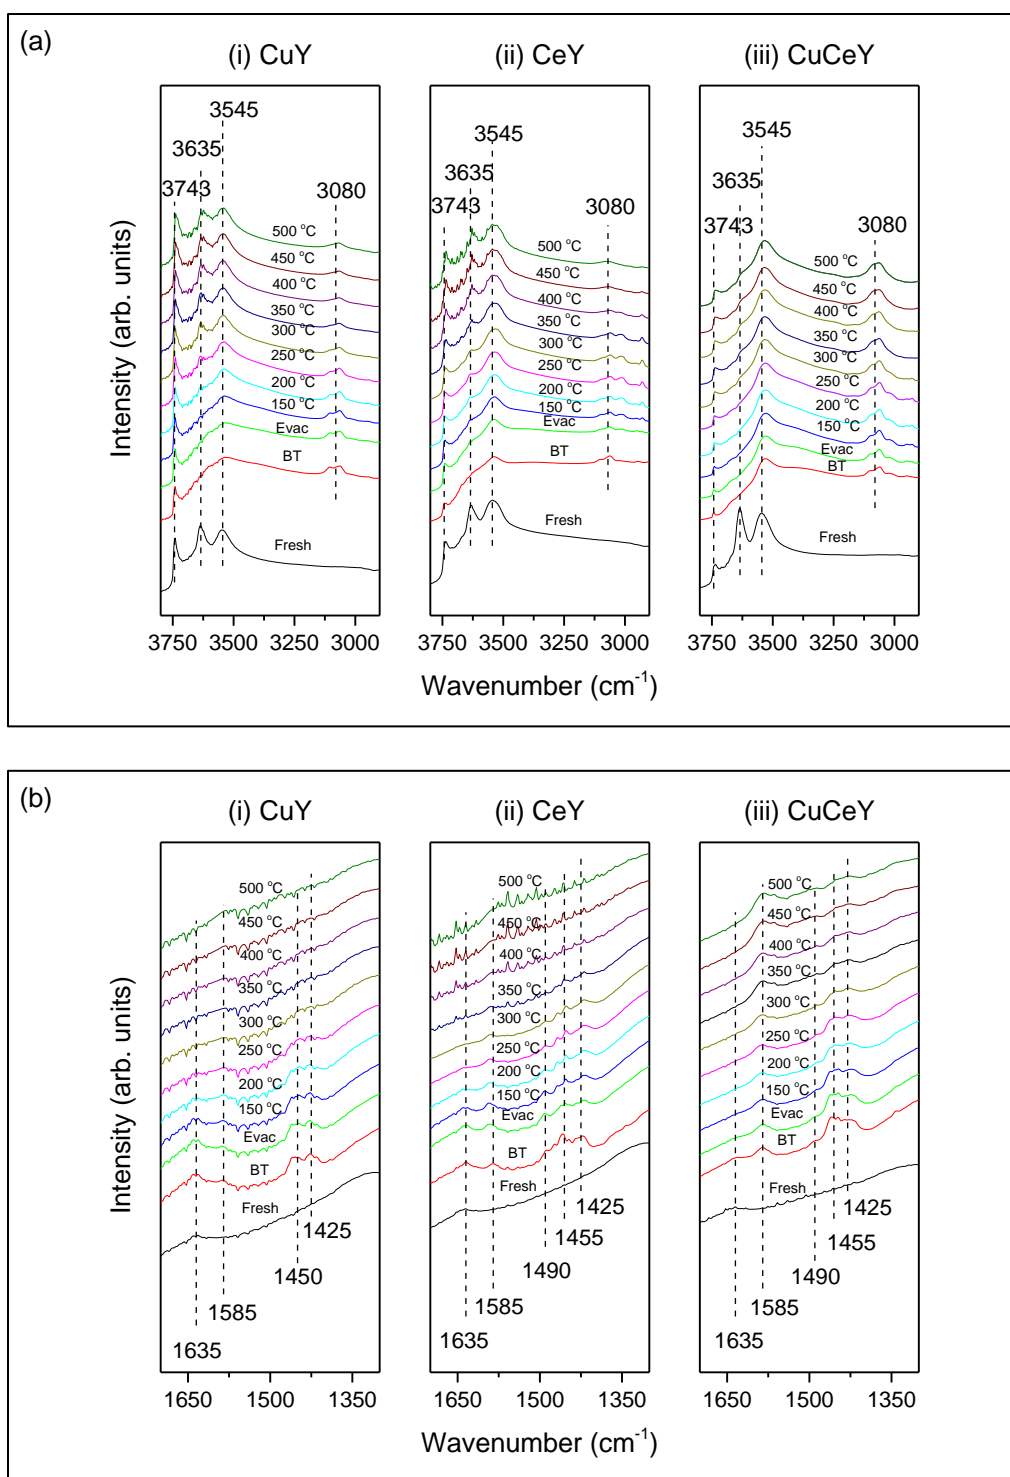 (a)
(i) CuY
(ii) CeY
(iii) CuCeY
Intensity (arb. units)
3545
3635
3743
3080
500 °C
450 °C
400 °C
350 °C
300 °C
250 °C
200 °C
150 °C
Evac
BT
Fresh
3750 3500 3250 3000
3545
3635
3743
3080
500 °C
450 °C
400 °C
350 °C
300 °C
250 °C
200 °C
150 °C
Evac
BT
Fresh
3750 3500 3250 3000
3545
3635
3743
3080
500 °C
450 °C
400 °C
350 °C
300 °C
250 °C
200 °C
150 °C
Evac
BT
Fresh
3750 3500 3250 3000
Wavenumber (cm⁻¹)
(b)
(i) CuY
(ii) CeY
(iii) CuCeY
Intensity (arb. units)
500 °C
450 °C
400 °C
350 °C
300 °C
250 °C
200 °C
150 °C
Evac
BT
Fresh
1425
1450
1585
1635
1650 1500 1350
500 °C
450 °C
400 °C
350 °C
300 °C
250 °C
200 °C
150 °C
Evac
BT
Fresh
1425
1455
1490
1585
1635
1650 1500 1350
500 °C
450 °C
400 °C
350 °C
300 °C
250 °C
200 °C
150 °C
Evac
BT
Fresh
1425
1455
1490
1585
1635
1650 1500 1350
Wavenumber (cm⁻¹)